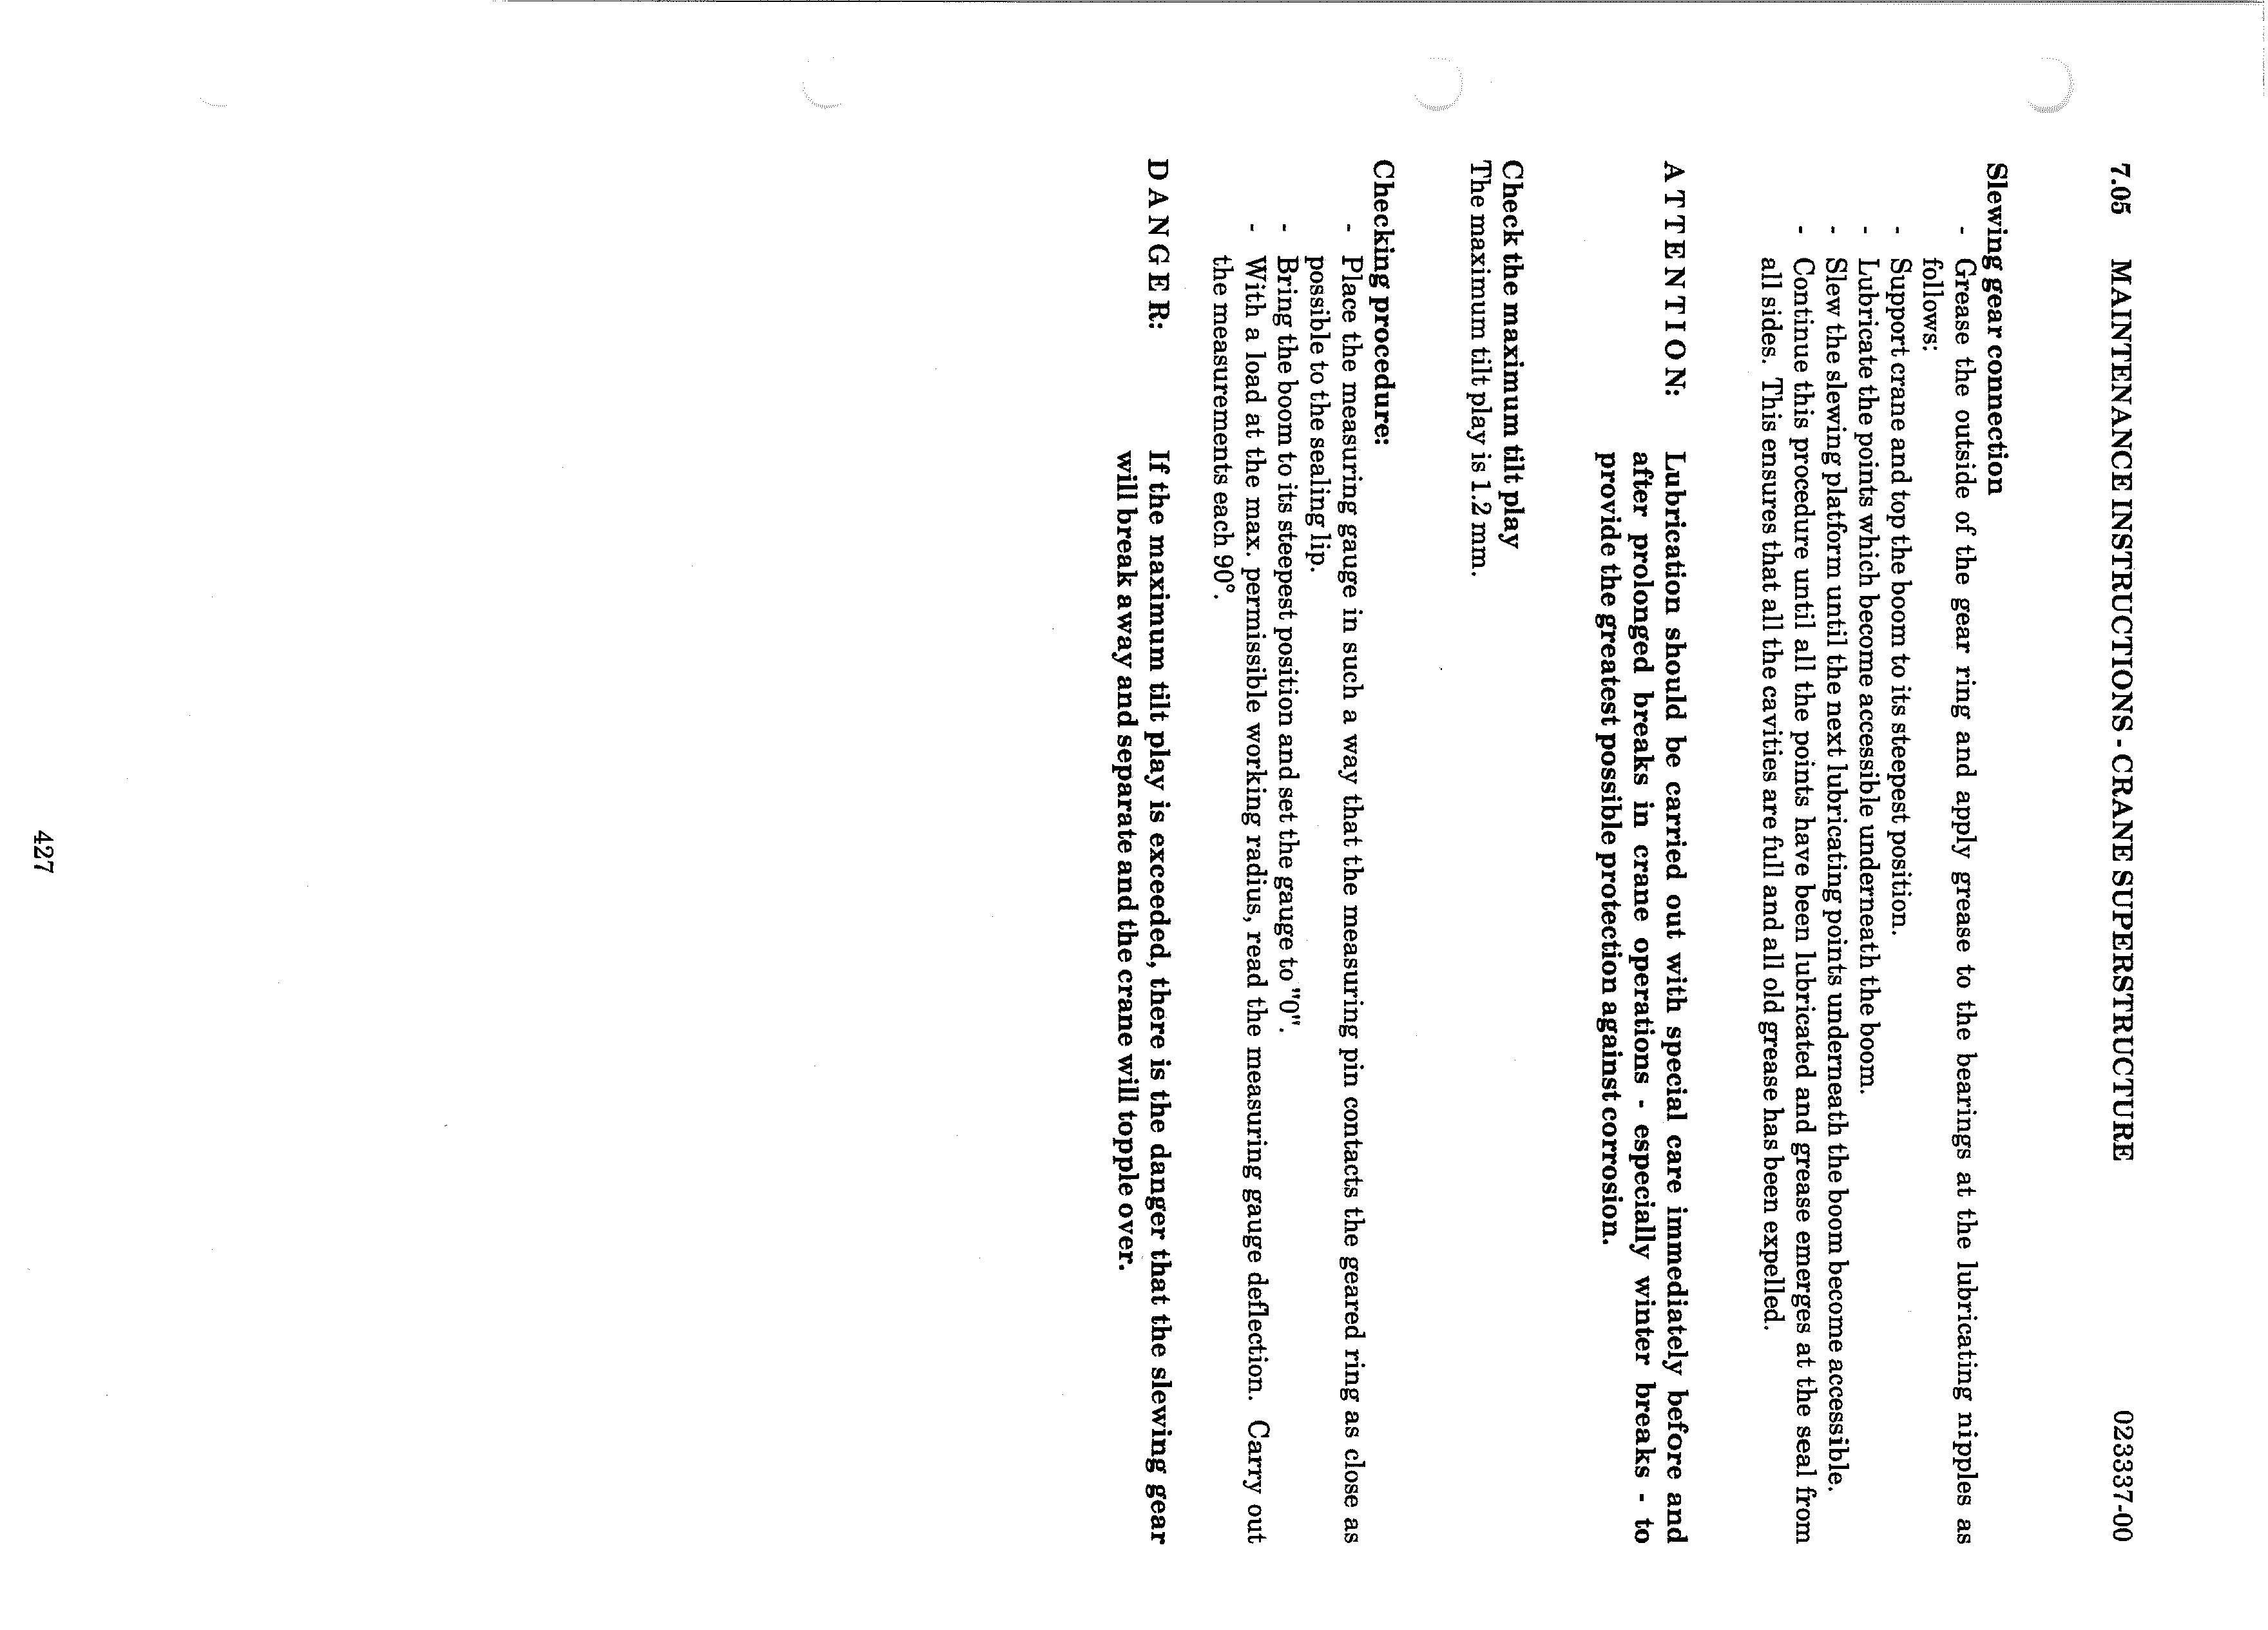 7.05 MAINTENANCE INSTRUCTIONS - CRANE SUPERSTRUCTURE 023337-00
Slewing gear connection
- Grease the outside of the gear ring and apply grease to the bearings at the lubricating nipples as
follows:
- Support crane and top the boom to its steepest position.
- Lubricate the points which become accessible underneath the boom.
- Slew the slewing platform until the next lubricating points underneath the boom become accessible.
- Continue this procedure until all the points have been lubricated and grease emerges at the seal from
all sides. This ensures that all the cavities are full and all old grease has been expelled.
A T T E N T I O N: Lubrication should be carried out with special care immediately before and
after prolonged breaks in crane operations - especially winter breaks - to
provide the greatest possible protection against corrosion.
Check the maximum tilt play
The maximum tilt play is 1.2 mm.
Checking procedure:
- Place the measuring gauge in such a way that the measuring pin contacts the geared ring as close as
possible to the sealing lip.
- Bring the boom to its steepest position and set the gauge to "0".
- With a load at the max. permissible working radius, read the measuring gauge deflection. Carry out
the measurements each 90°.
D A N G E R: If the maximum tilt play is exceeded, there is the danger that the slewing gear
will break away and separate and the crane will topple over.
427